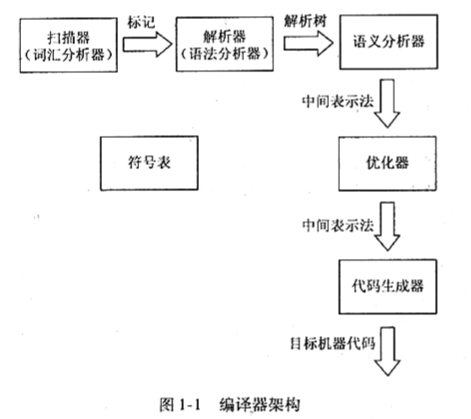 标记
解析树
扫描器
(词汇分析器)
解析器
(语法分析器)
语义分析器
中间表示法
符号表
优化器
中间表示法
代码生成器
目标机器代码
图1-1 编译器架构